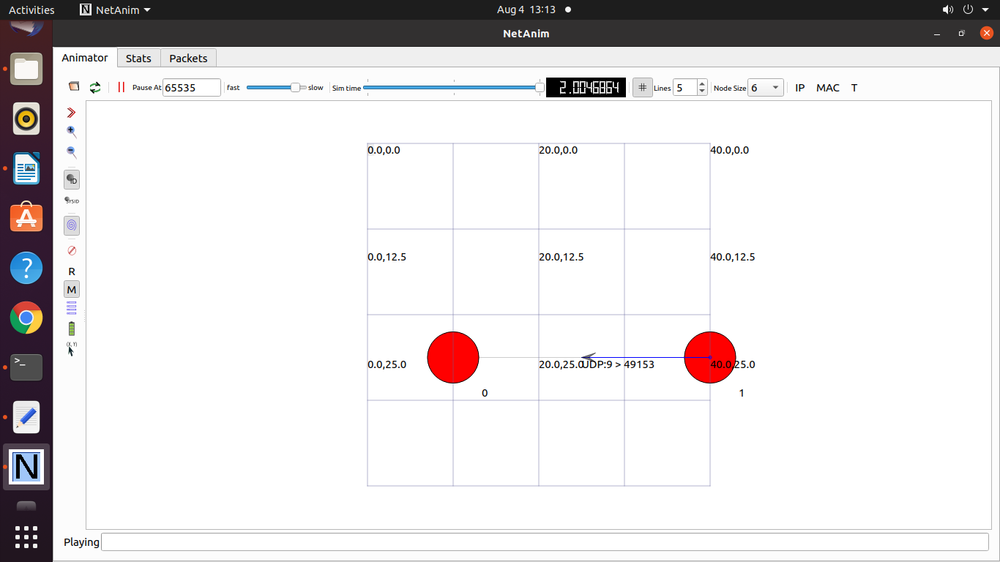 Activities NetAnim Aug 4 13:13
NetAnim
Animator Stats Packets
Pause At 65535 fast slow Sim time 2.0046864 # Lines 5 Node Size 6 IP MAC T
ID
SYSID
R
M
(X, Y)
0.0,0.0 20.0,0.0 40.0,0.0
0.0,12.5 20.0,12.5 40.0,12.5
0.0,25.0 20.0,25.0 UDP:9 > 49153 40.0,25.0
0 1
Playing